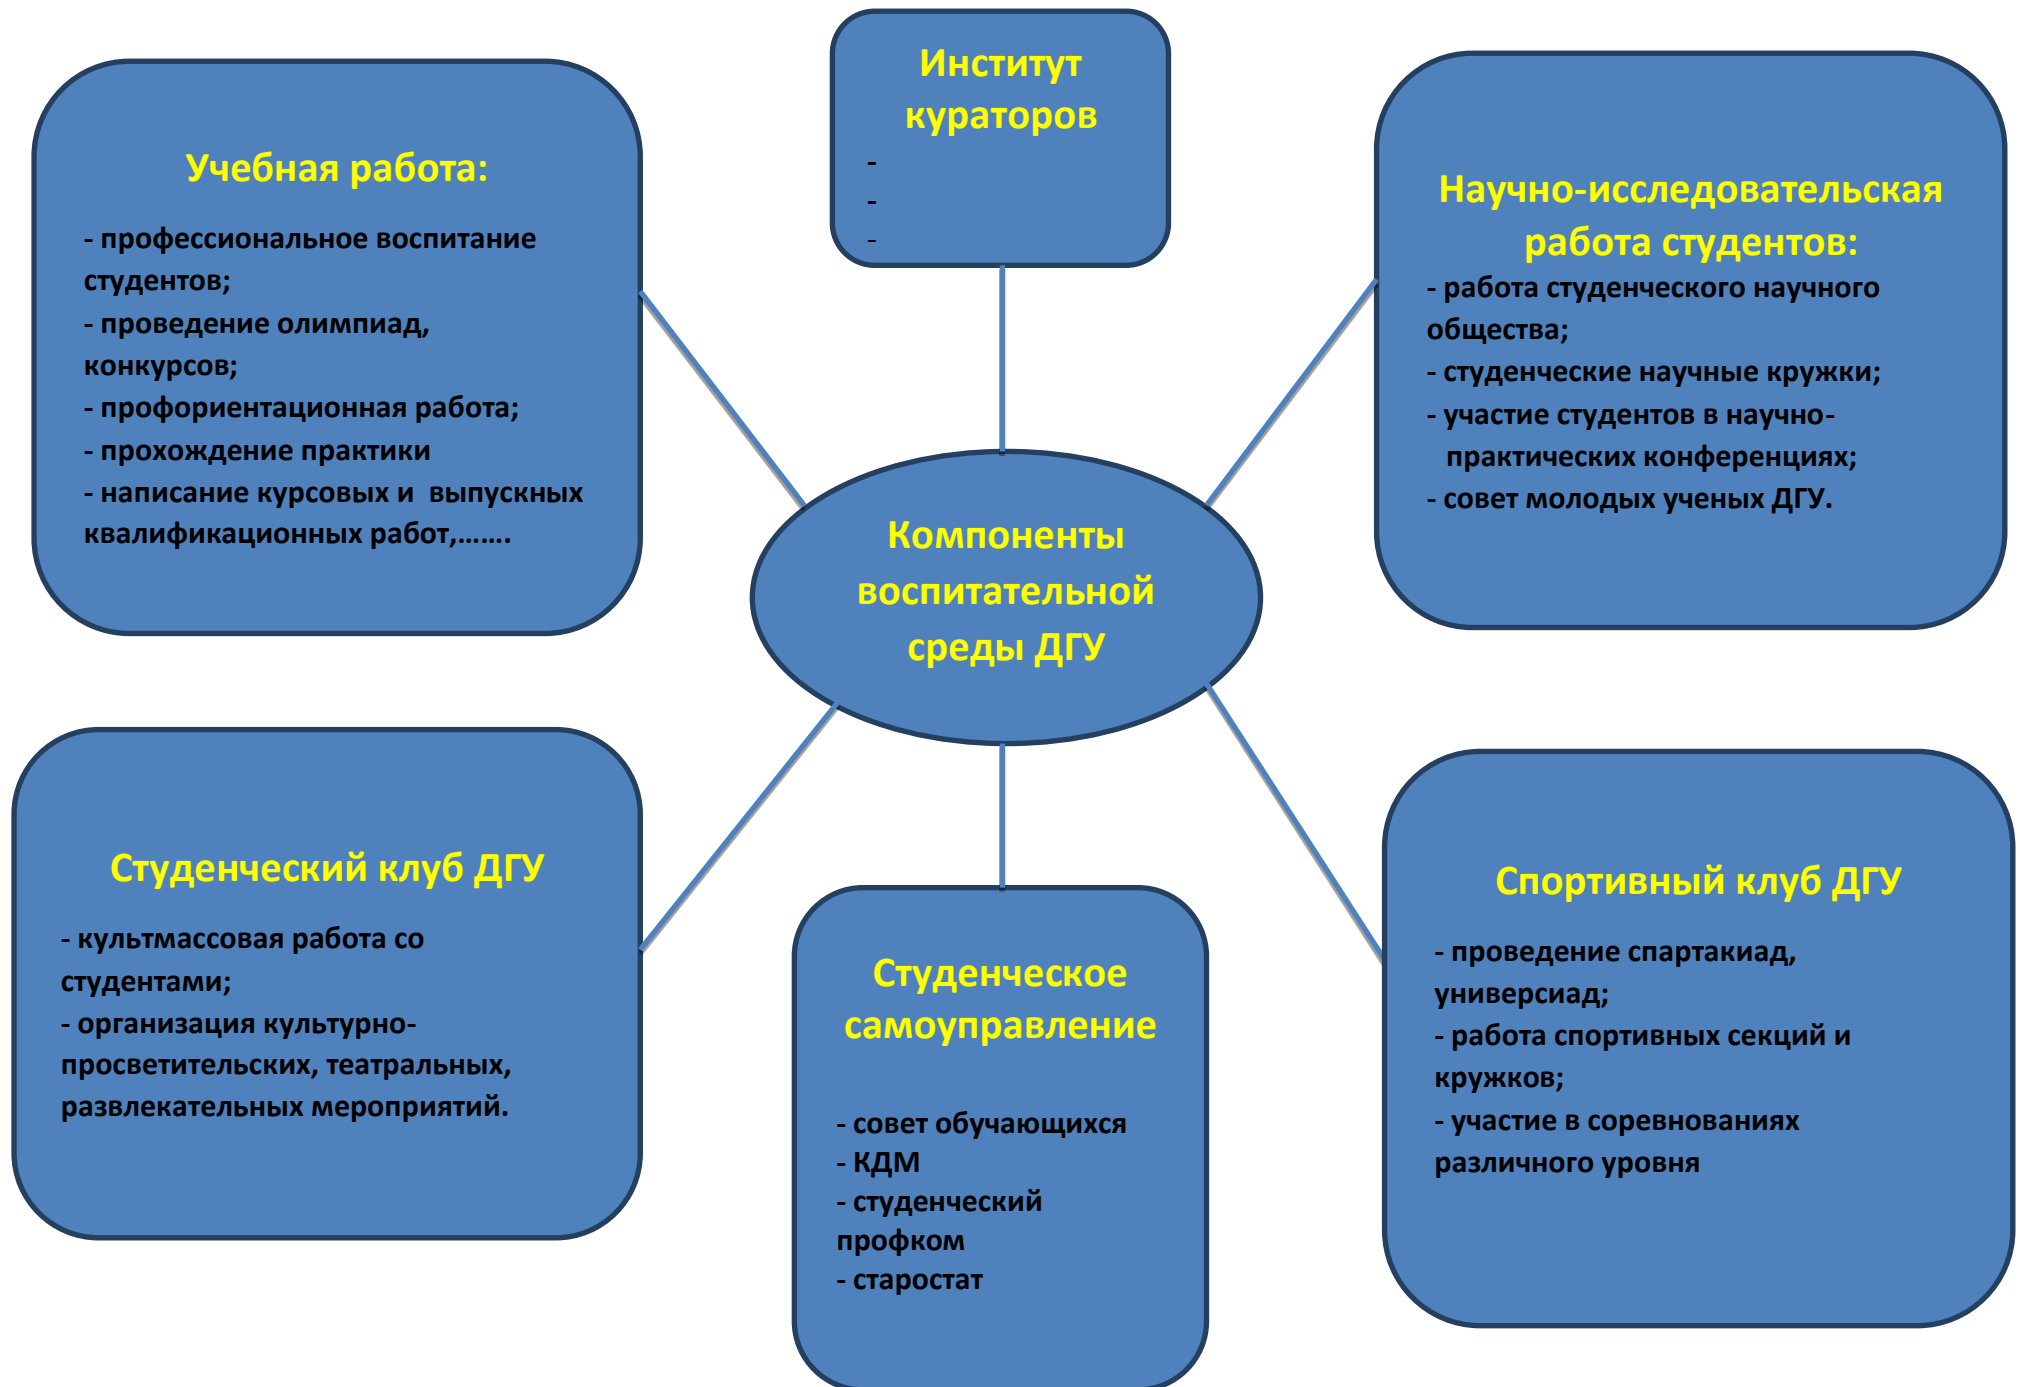 Институт
кураторов
-
-
-
Учебная работа:
- профессиональное воспитание
студентов;
- проведение олимпиад,
конкурсов;
- профориентационная работа;
- прохождение практики
- написание курсовых и  выпускных
квалификационных работ,…….
Научно-исследовательская
работа студентов:
- работа студенческого научного
общества;
- студенческие научные кружки;
- участие студентов в научно-
практических конференциях;
- совет молодых ученых ДГУ.
Компоненты
воспитательной
среды ДГУ
Студенческий клуб ДГУ
- культмассовая работа со
студентами;
- организация культурно-
просветительских, театральных,
развлекательных мероприятий.
Студенческое
самоуправление
- совет обучающихся
- КДМ
- студенческий
профком
- старостат
Спортивный клуб ДГУ
- проведение спартакиад,
универсиад;
- работа спортивных секций и
кружков;
- участие в соревнованиях
различного уровня